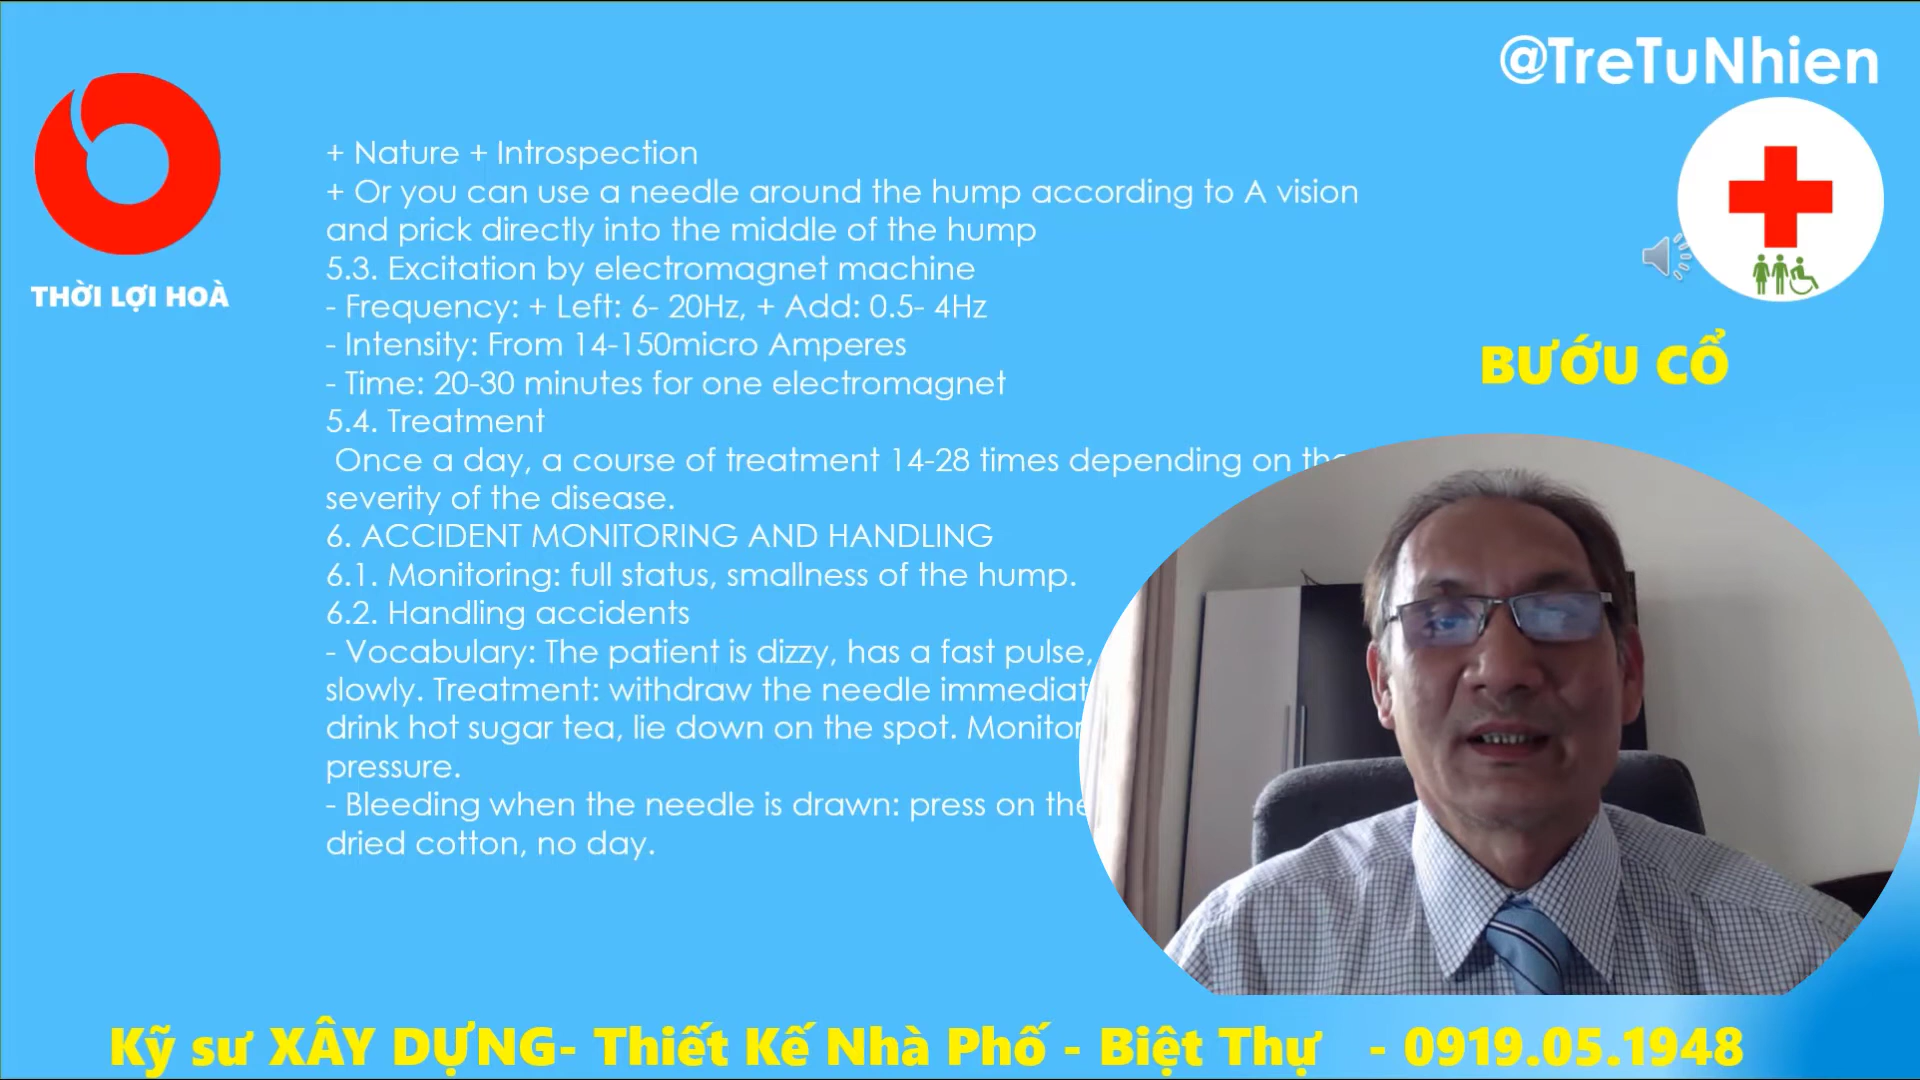 @TreTuNhien
THỜI LỢI HOÀ
+ Nature + Introspection
+ Or you can use a needle around the hump according to A vision
and prick directly into the middle of the hump
5.3. Excitation by electromagnet machine
- Frequency: + Left: 6- 20Hz, + Add: 0.5- 4Hz
- Intensity: From 14-150micro Amperes
- Time: 20-30 minutes for one electromagnet
5.4. Treatment
Once a day, a course of treatment 14-28 times depending on the
severity of the disease.
6. ACCIDENT MONITORING AND HANDLING
6.1. Monitoring: full status, smallness of the hump.
6.2. Handling accidents
- Vocabulary: The patient is dizzy, has a fast pulse,
slowly. Treatment: withdraw the needle
drink hot sugar tea, lie down on the spot.
pressure.
- Bleeding when the needle is drawn: press on the
dried cotton, no day.
BƯỚU CỔ
Kỹ sư XÂY DỰNG- Thiết Kế Nhà Phố - Biệt Thự - 0919.05.1948